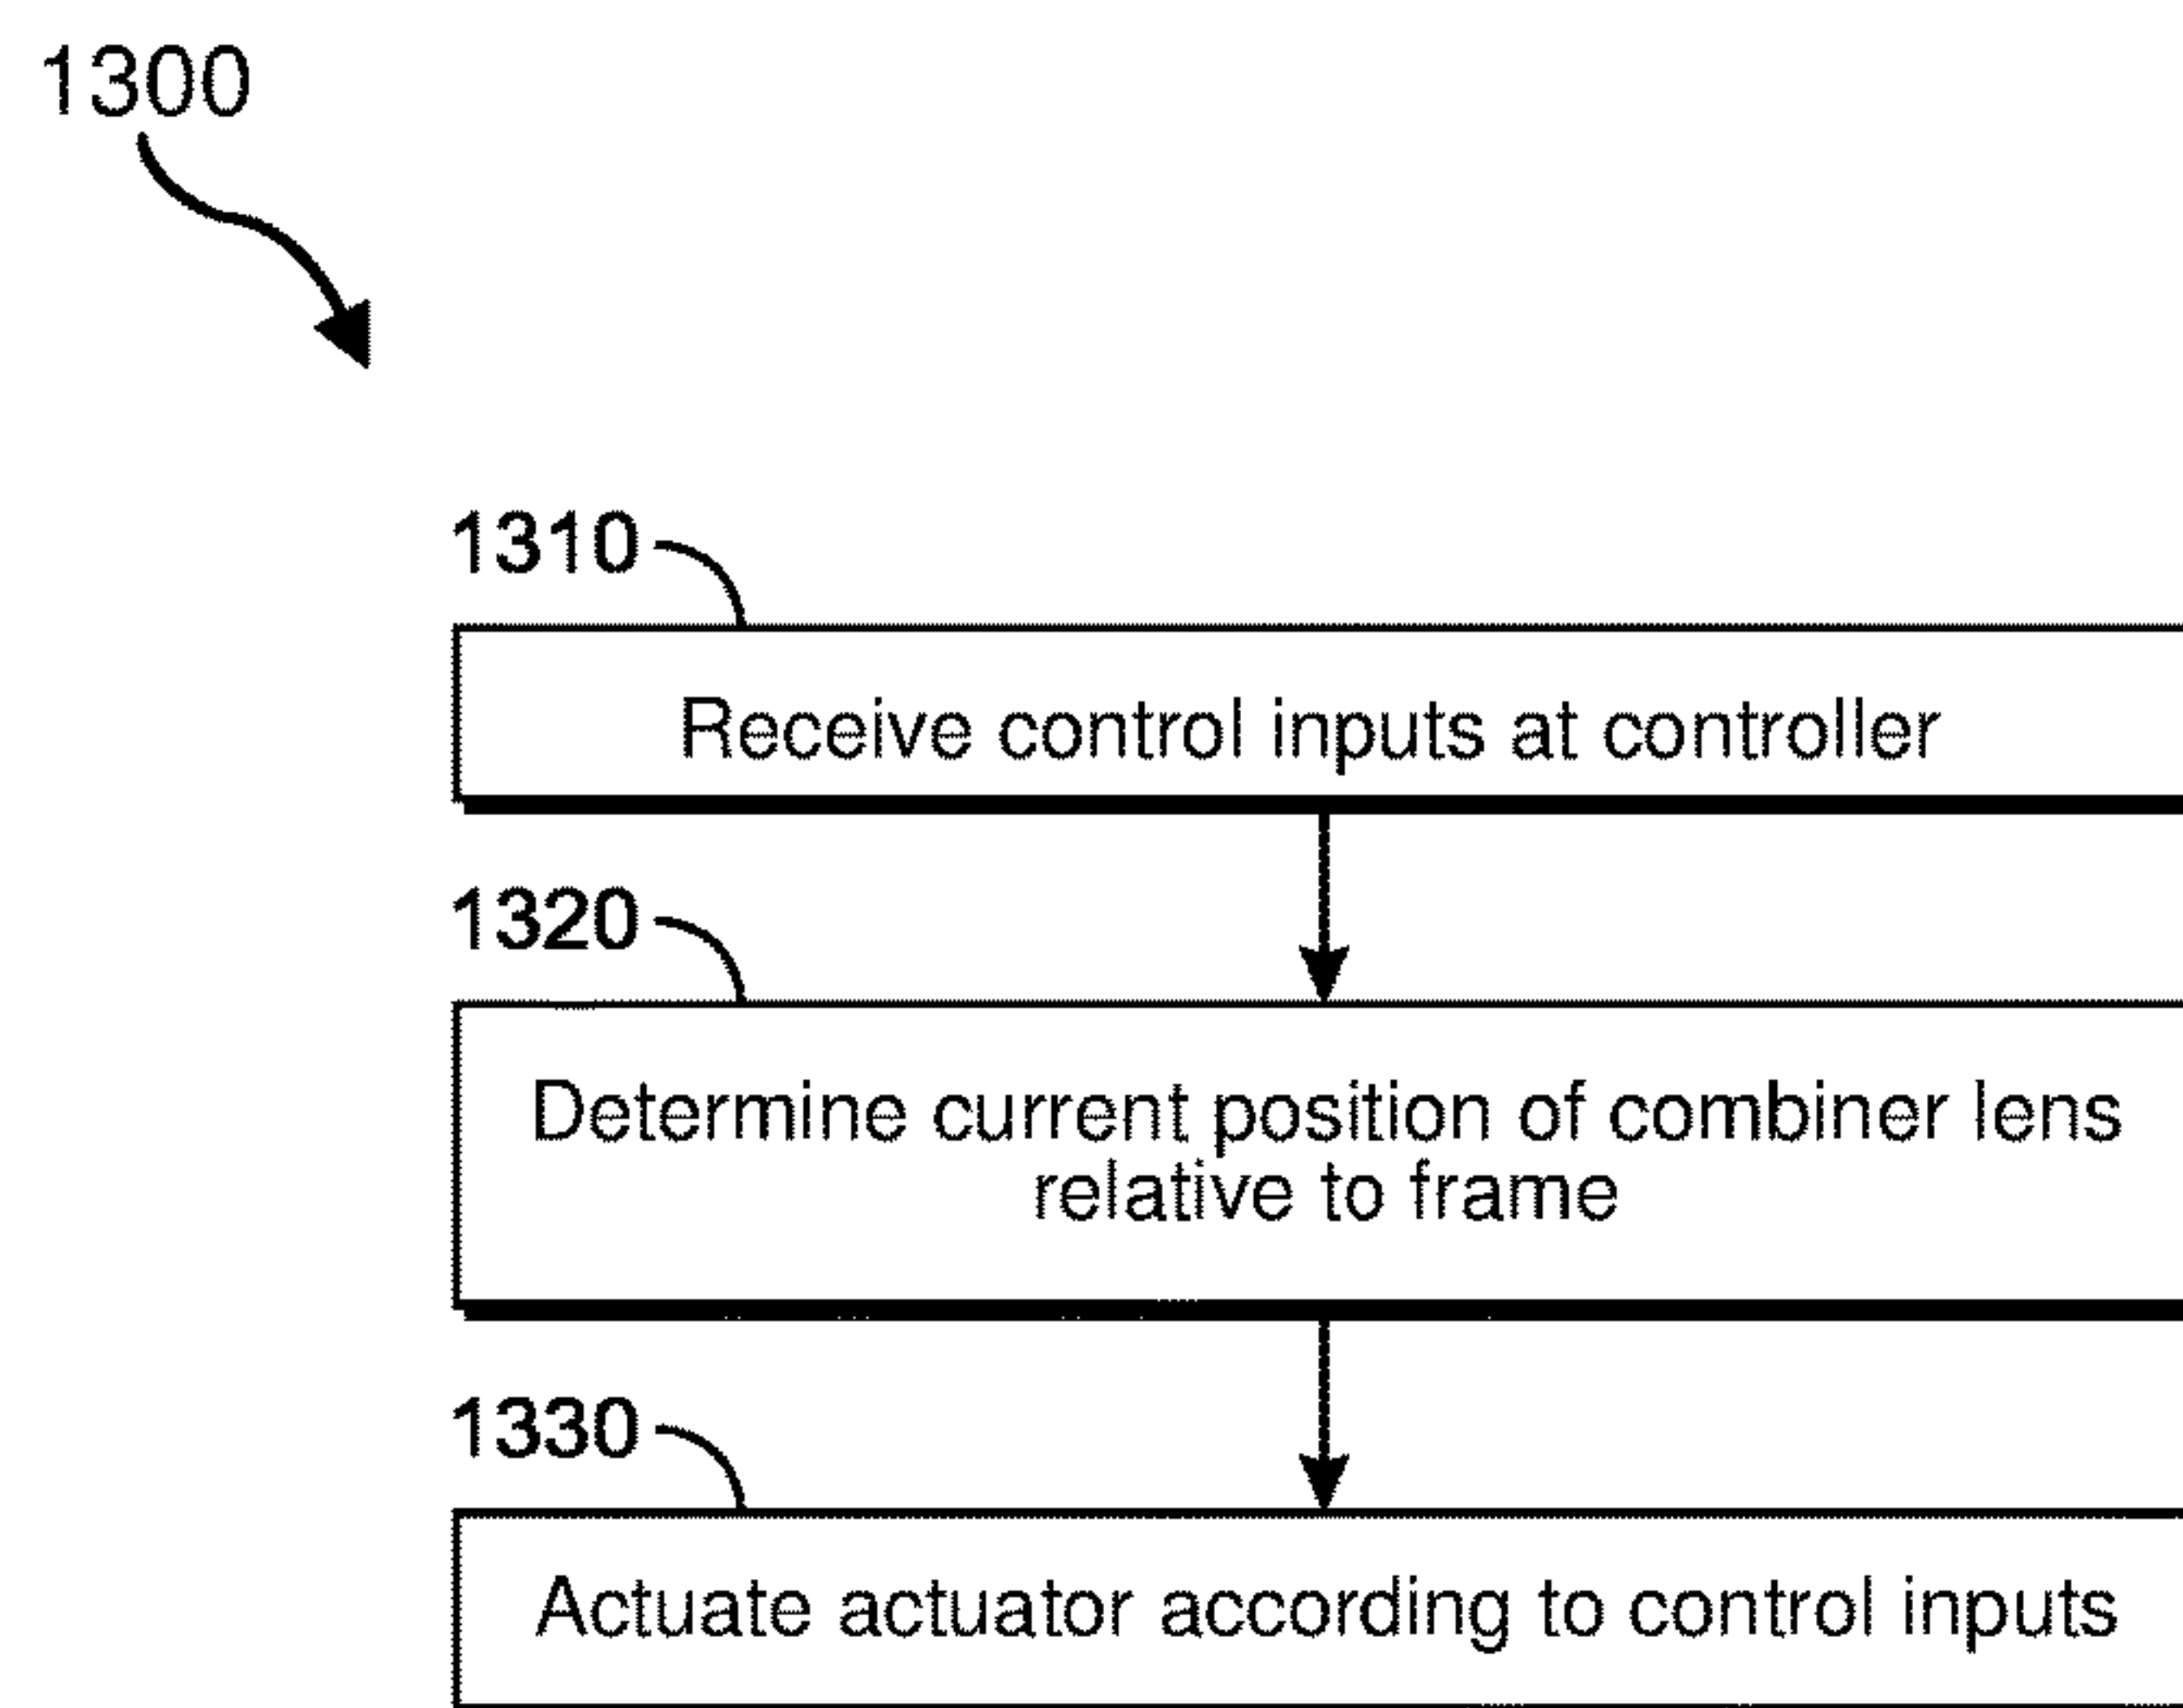 1300
1310
Receive control inputs at controller
1320
Determine current position of combiner lens
relative to frame
1330
Actuate actuator according to control inputs